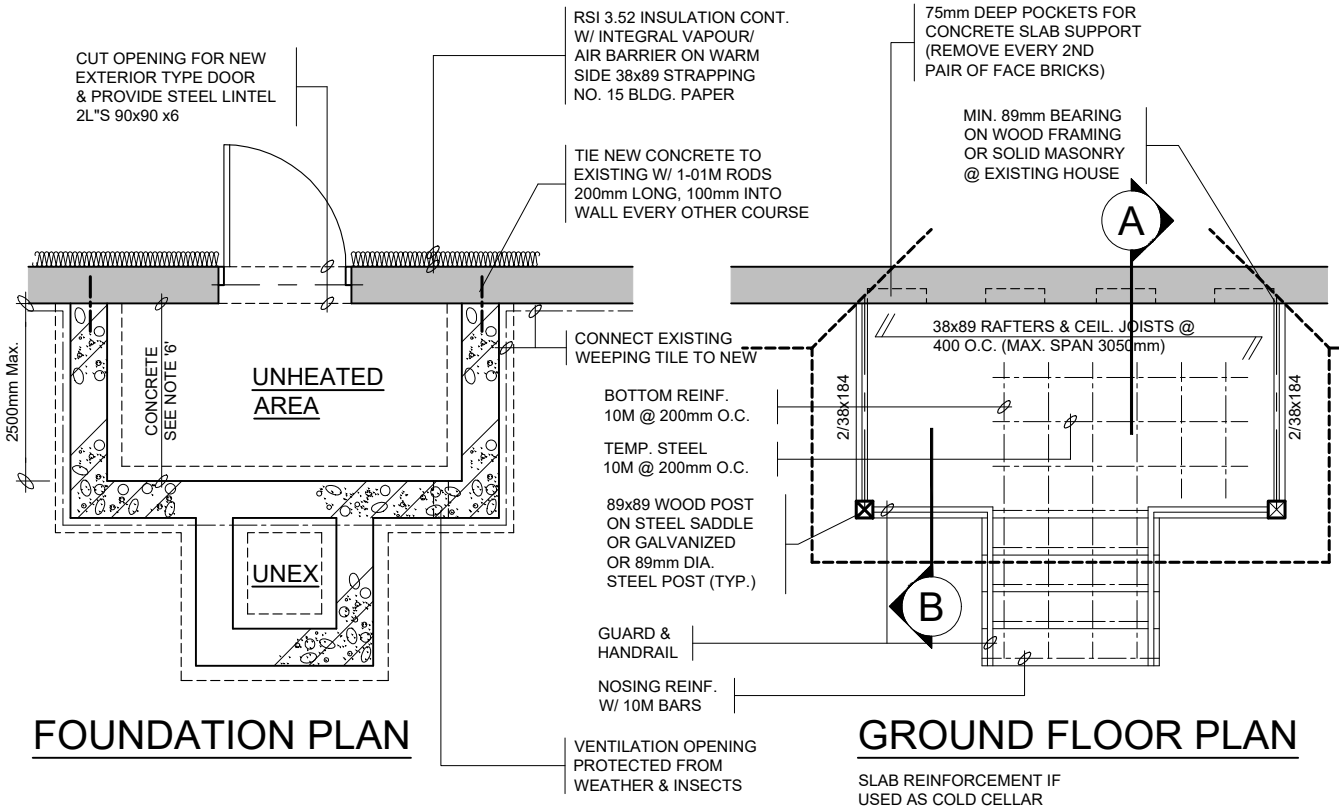 CUT OPENING FOR NEW
EXTERIOR TYPE DOOR
& PROVIDE STEEL LINTEL
2L"S 90x90 x6
RSI 3.52 INSULATION CONT.
W/ INTEGRAL VAPOUR/
AIR BARRIER ON WARM
SIDE 38x89 STRAPPING
NO. 15 BLDG. PAPER
TIE NEW CONCRETE TO
EXISTING W/ 1-01M RODS
200mm LONG, 100mm INTO
WALL EVERY OTHER COURSE
2500mm Max.
CONCRETE
SEE NOTE '6'
UNHEATED
AREA
UNEX
CONNECT EXISTING
WEEPING TILE TO NEW
FOUNDATION PLAN
VENTILATION OPENING
PROTECTED FROM
WEATHER & INSECTS
75mm DEEP POCKETS FOR
CONCRETE SLAB SUPPORT
(REMOVE EVERY 2ND
PAIR OF FACE BRICKS)
MIN. 89mm BEARING
ON WOOD FRAMING
OR SOLID MASONRY
@ EXISTING HOUSE
A
38x89 RAFTERS & CEIL. JOISTS @
400 O.C. (MAX. SPAN 3050mm)
2/38x184
2/38x184
BOTTOM REINF.
10M @ 200mm O.C.
TEMP. STEEL
10M @ 200mm O.C.
89x89 WOOD POST
ON STEEL SADDLE
OR GALVANIZED
OR 89mm DIA.
STEEL POST (TYP.)
B
GUARD &
HANDRAIL
NOSING REINF.
W/ 10M BARS
GROUND FLOOR PLAN
SLAB REINFORCEMENT IF
USED AS COLD CELLAR